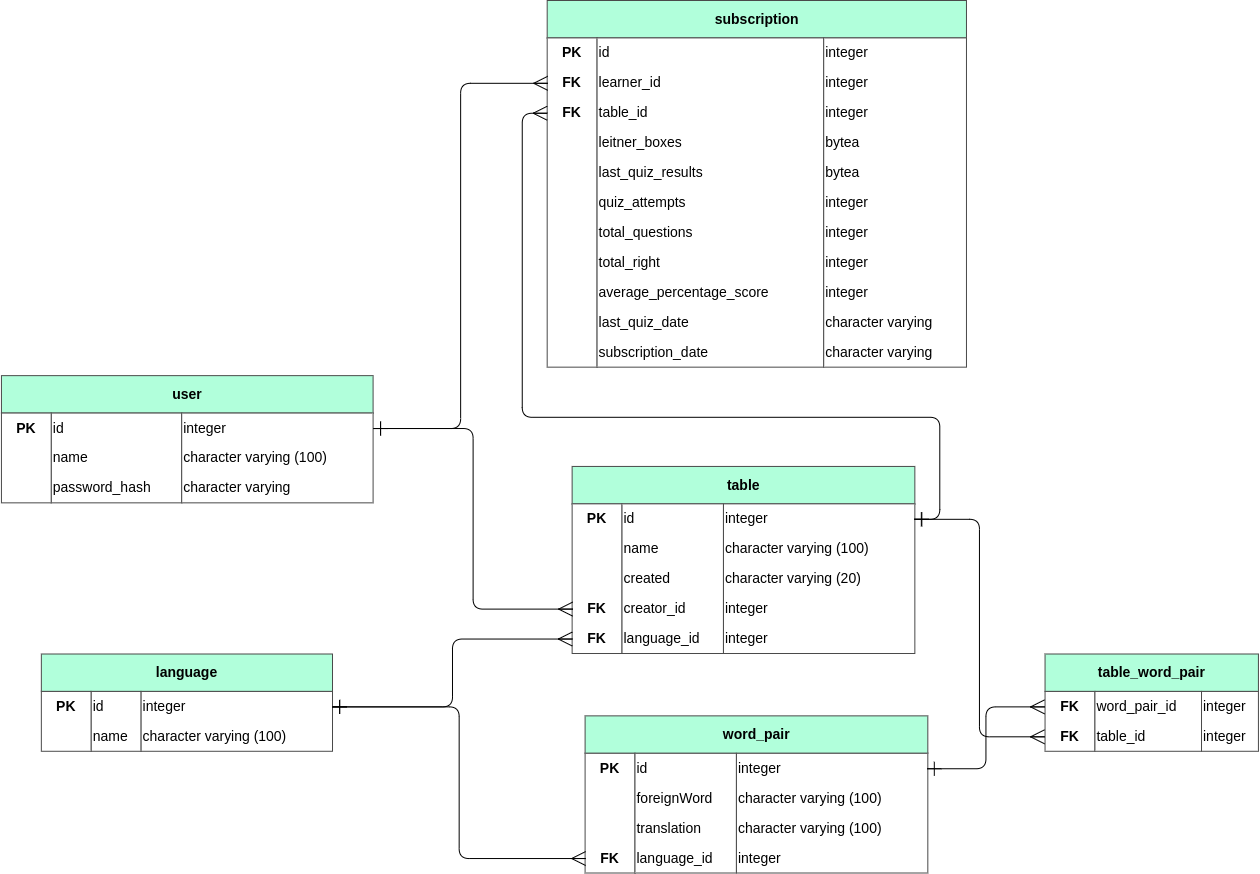 subscription
PK id integer
FK learner_id integer
FK table_id integer
leitner_boxes bytea
last_quiz_results bytea
quiz_attempts integer
total_questions integer
total_right integer
average_percentage_score integer
last_quiz_date character varying
subscription_date character varying
user
PK id integer
name character varying (100)
password_hash character varying
table
PK id integer
name character varying (100)
created character varying (20)
FK creator_id integer
FK language_id integer
language
PK id integer
name character varying (100)
table_word_pair
FK word_pair_id integer
FK table_id integer
word_pair
PK id integer
foreignWord character varying (100)
translation character varying (100)
FK language_id integer